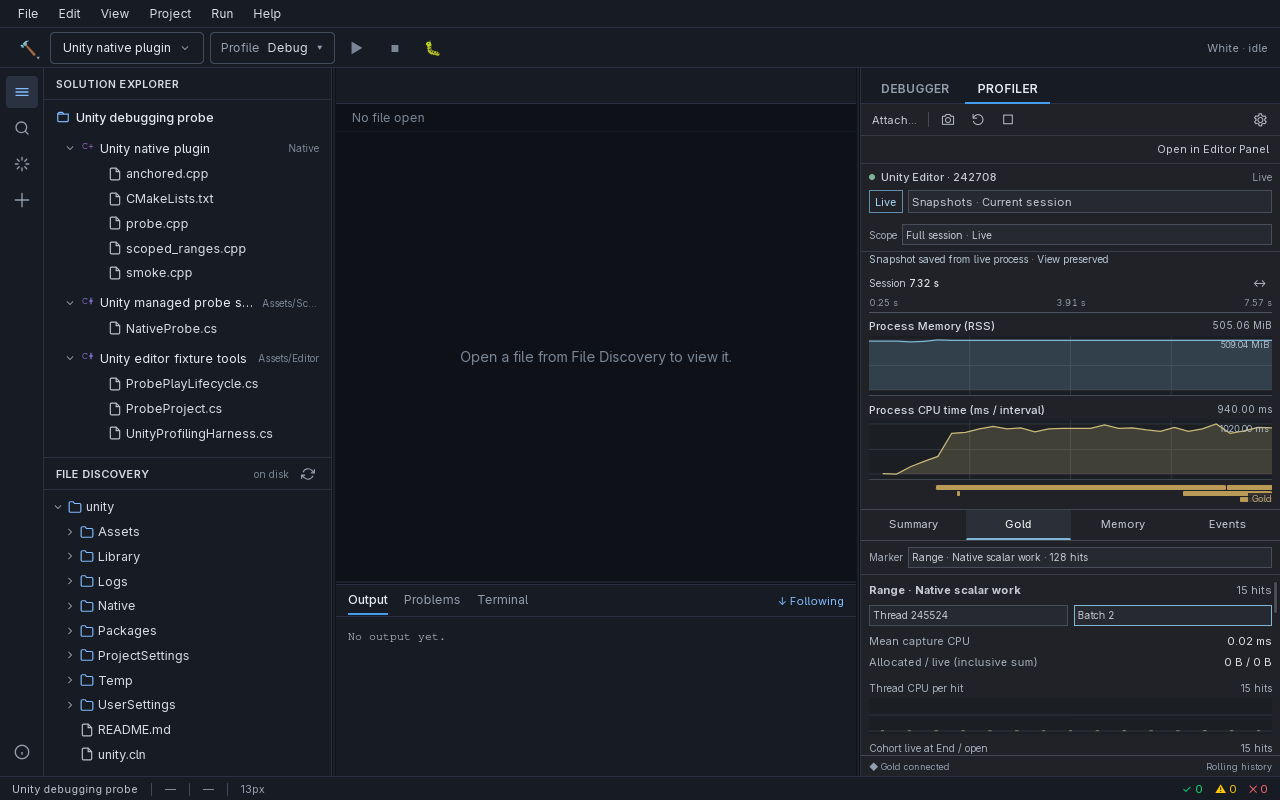 File Edit View Project Run Help
Unity native plugin Profile Debug White · idle
SOLUTION EXPLORER
Unity debugging probe
Unity native plugin Native
anchored.cpp
CMakeLists.txt
probe.cpp
scoped_ranges.cpp
smoke.cpp
Unity managed probe s... Assets/Sc...
NativeProbe.cs
Unity editor fixture tools Assets/Editor
ProbePlayLifecycle.cs
ProbeProject.cs
UnityProfilingHarness.cs
FILE DISCOVERY on disk
unity
Assets
Library
Logs
Native
Packages
ProjectSettings
Temp
UserSettings
README.md
unity.cln
No file open
Open a file from File Discovery to view it.
Output Problems Terminal ↓ Following
No output yet.
DEBUGGER PROFILER
Attach...
Open in Editor Panel
Unity Editor · 242708 Live
Live Snapshots · Current session
Scope Full session · Live
Snapshot saved from live process · View preserved
Session 7.32 s
0.25 s 3.91 s 7.57 s
Process Memory (RSS) 505.06 MiB
509.04 MiB
Process CPU time (ms / interval) 940.00 ms
1020.00 ms
Gold
Summary Gold Memory Events
Marker Range · Native scalar work · 128 hits
Range · Native scalar work 15 hits
Thread 245524 Batch 2
Mean capture CPU 0.02 ms
Allocated / live (inclusive sum) 0 B / 0 B
Thread CPU per hit 15 hits
Cohort live at End / open 15 hits
Gold connected Rolling history
Unity debugging probe — — 13px 0 0 0